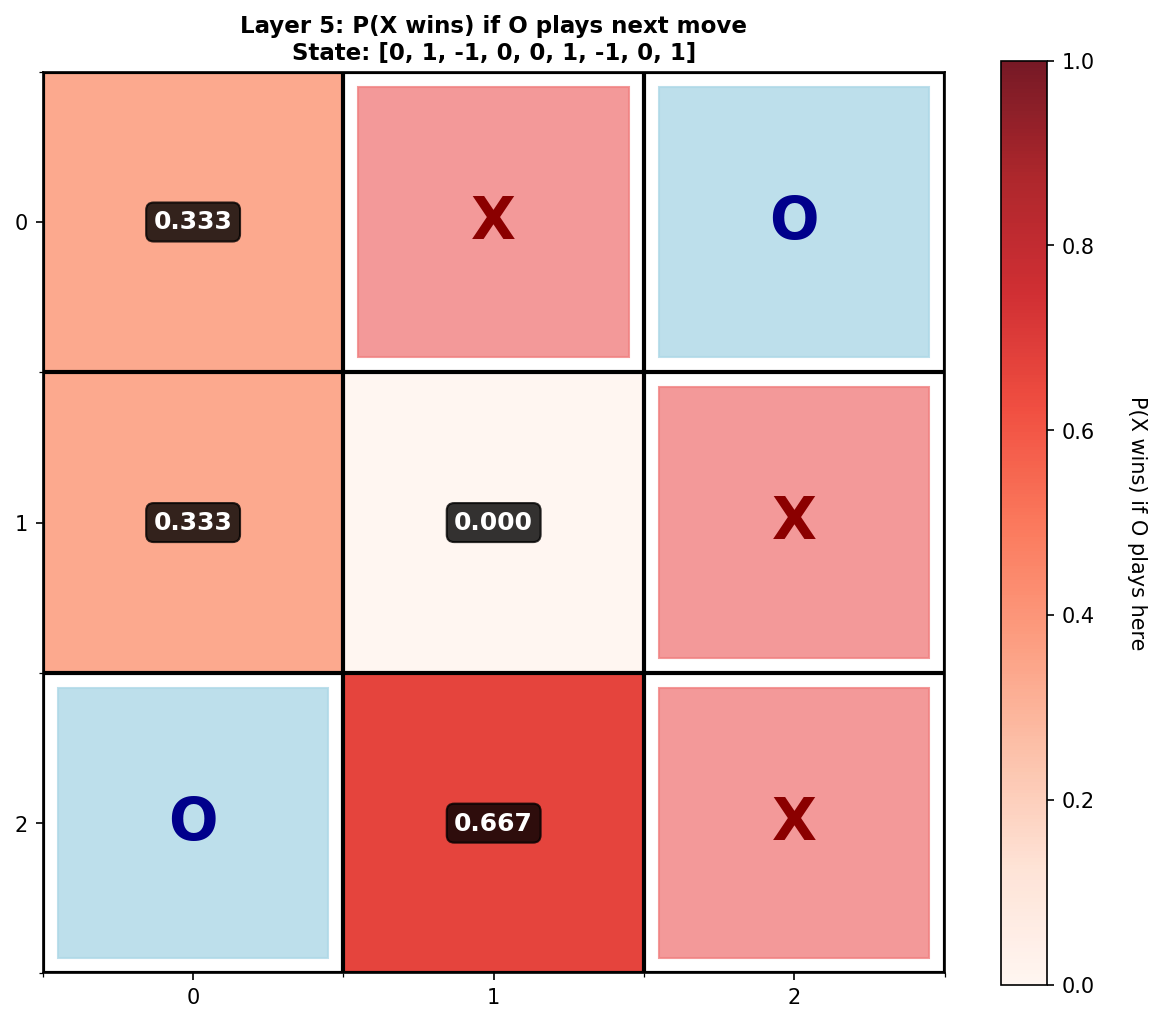 Layer 5: P(X wins) if O plays next move
State: [0, 1, -1, 0, 0, 1, -1, 0, 1]
0
0.333
X
O
1
0.333
0.000
X
2
O
0.667
X
0
1
2
1.0
0.8
0.6
0.4
0.2
0.0
P(X wins) if O plays here